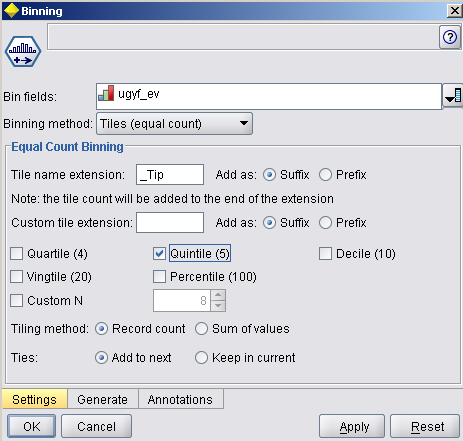 Binning
Bin fields: ugyf_ev
Binning method: Tiles (equal count)
Equal Count Binning
Tile name extension: _Tip Add as: Suffix Prefix
Note: the tile count will be added to the end of the extension
Custom tile extension: Add as: Suffix Prefix
Quartile (4) Quintile (5) Decile (10)
Vingtile (20) Percentile (100)
Custom N 8
Tiling method: Record count Sum of values
Ties: Add to next Keep in current
Settings Generate Annotations
OK Cancel Apply Reset